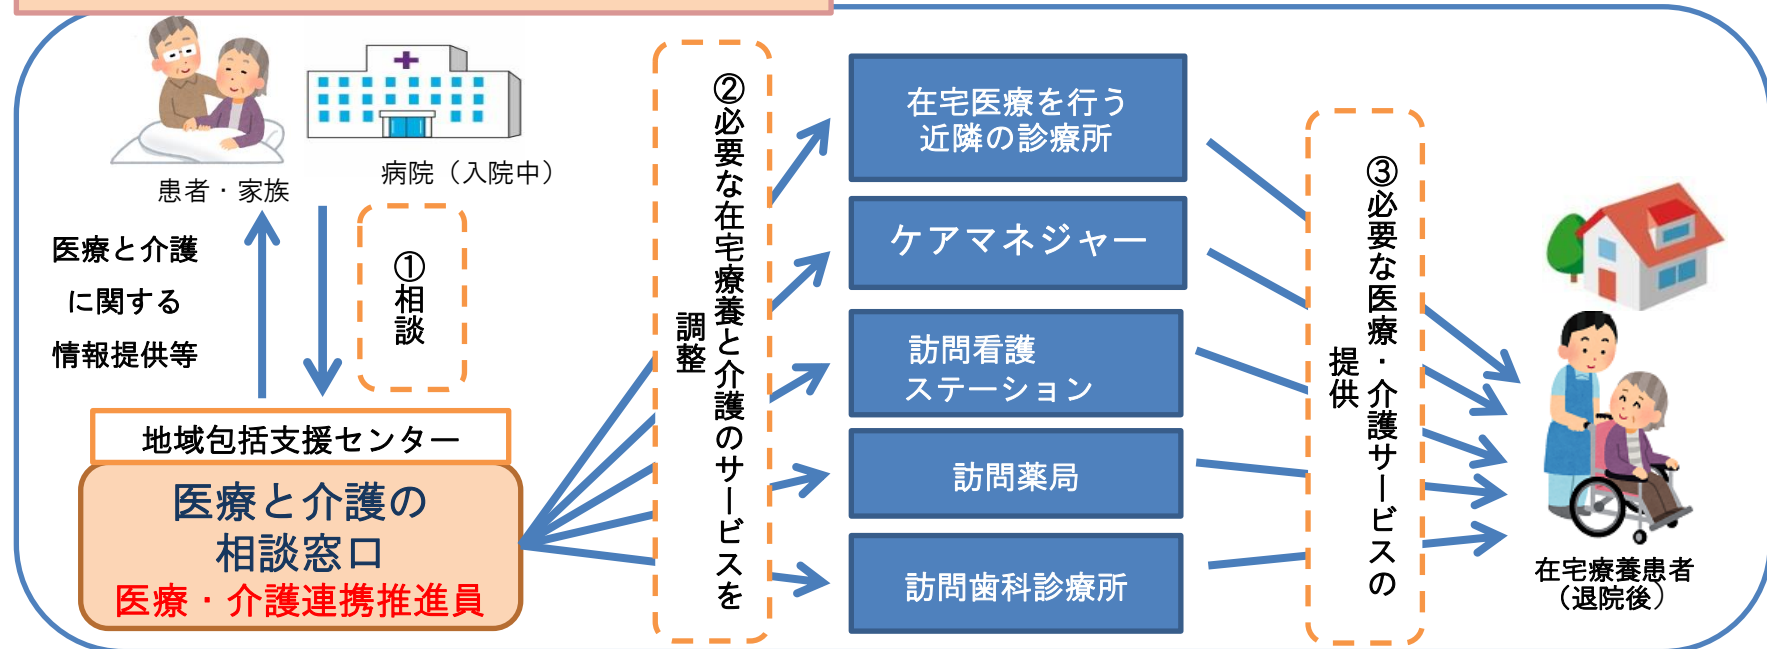 患者・家族
病院（入院中）
医療と介護
に関する
情報提供等
①相談
地域包括支援センター
医療と介護の
相談窓口
医療・介護連携推進員
②必要な在宅療養と介護のサービスを
調整
在宅医療を行う
近隣の診療所
ケアマネジャー
訪問看護
ステーション
訪問薬局
訪問歯科診療所
③必要な医療・介護サービスの
提供
在宅療養患者
（退院後）